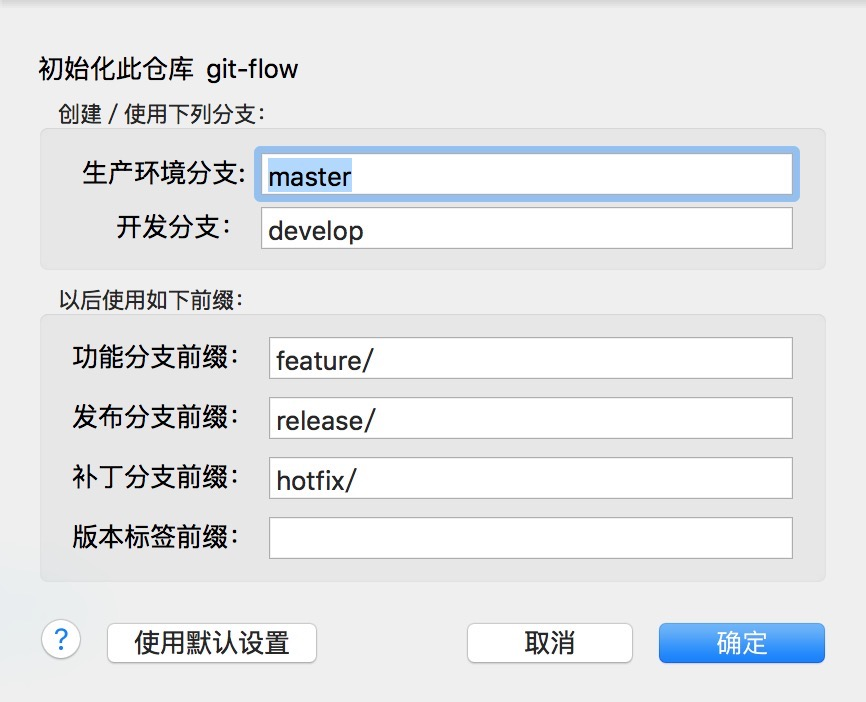 初始化此仓库 git-flow
创建 / 使用下列分支：
生产环境分支: master
开发分支： develop
以后使用如下前缀：
功能分支前缀： feature/
发布分支前缀： release/
补丁分支前缀： hotfix/
版本标签前缀：
? 使用默认设置 取消 确定